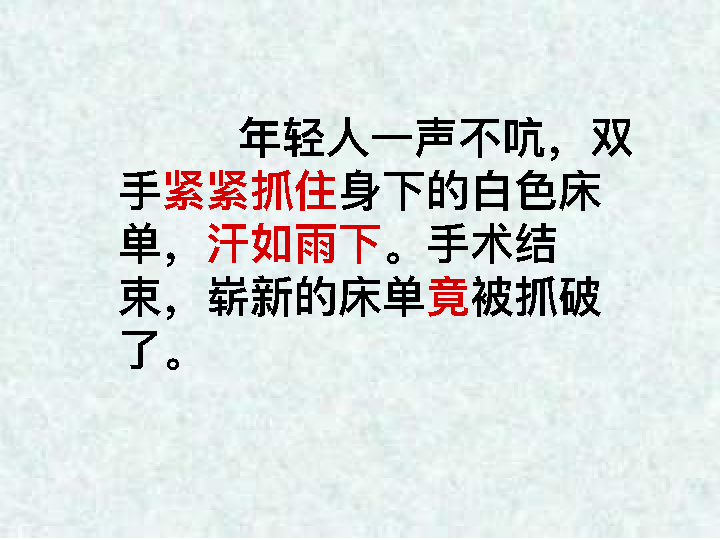 年轻人一声不吭，双
手紧紧抓住身下的白色床
单，汗如雨下。手术结
束，崭新的床单竟被抓破
了。